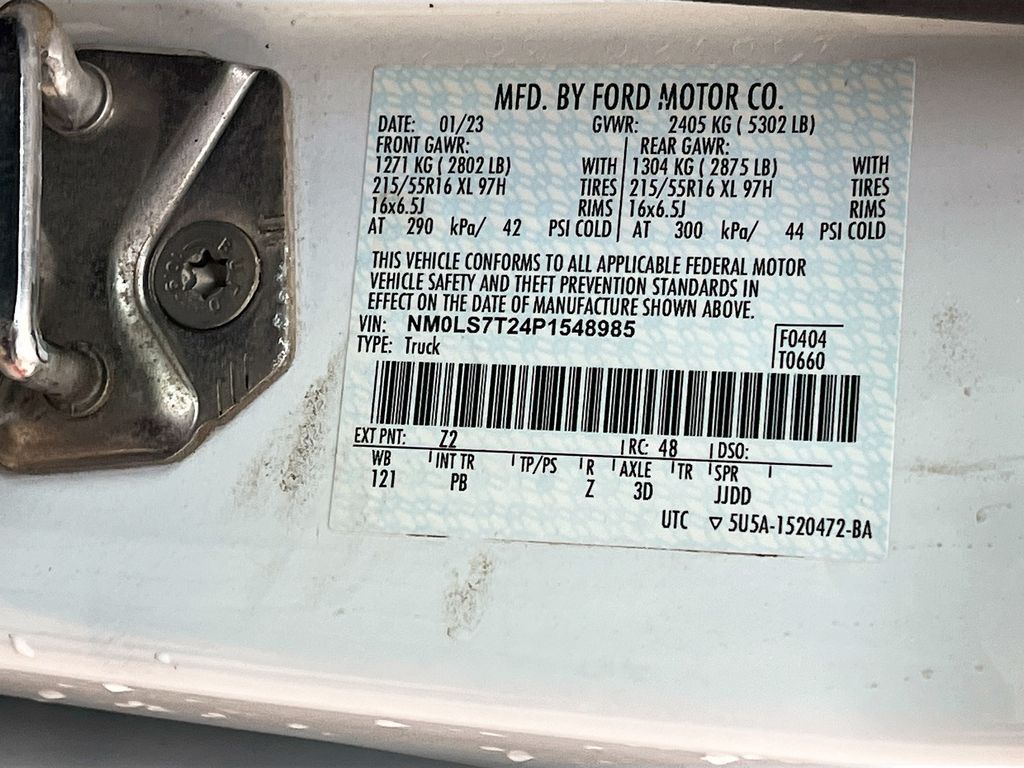 MFD. BY FORD MOTOR CO.
DATE: 01/23 GVWR: 2405 KG ( 5302 LB)
FRONT GAWR: REAR GAWR:
1271 KG ( 2802 LB) WITH 1304 KG ( 2875 LB) WITH
215/55R16 XL 97H TIRES 215/55R16 XL 97H TIRES
16x6.5J RIMS 16x6.5J RIMS
AT 290 kPa/ 42 PSI COLD AT 300 kPa/ 44 PSI COLD
THIS VEHICLE CONFORMS TO ALL APPLICABLE FEDERAL MOTOR
VEHICLE SAFETY AND THEFT PREVENTION STANDARDS IN
EFFECT ON THE DATE OF MANUFACTURE SHOWN ABOVE.
VIN: NM0LS7T24P1548985
F0404
TYPE: Truck
T0660
EXT PNT: Z2 RC: 48 DSO:
WB INT TR TP/PS R AXLE TR SPR
121 PB Z 3D JJDD
UTC ▽ 5U5A-1520472-BA